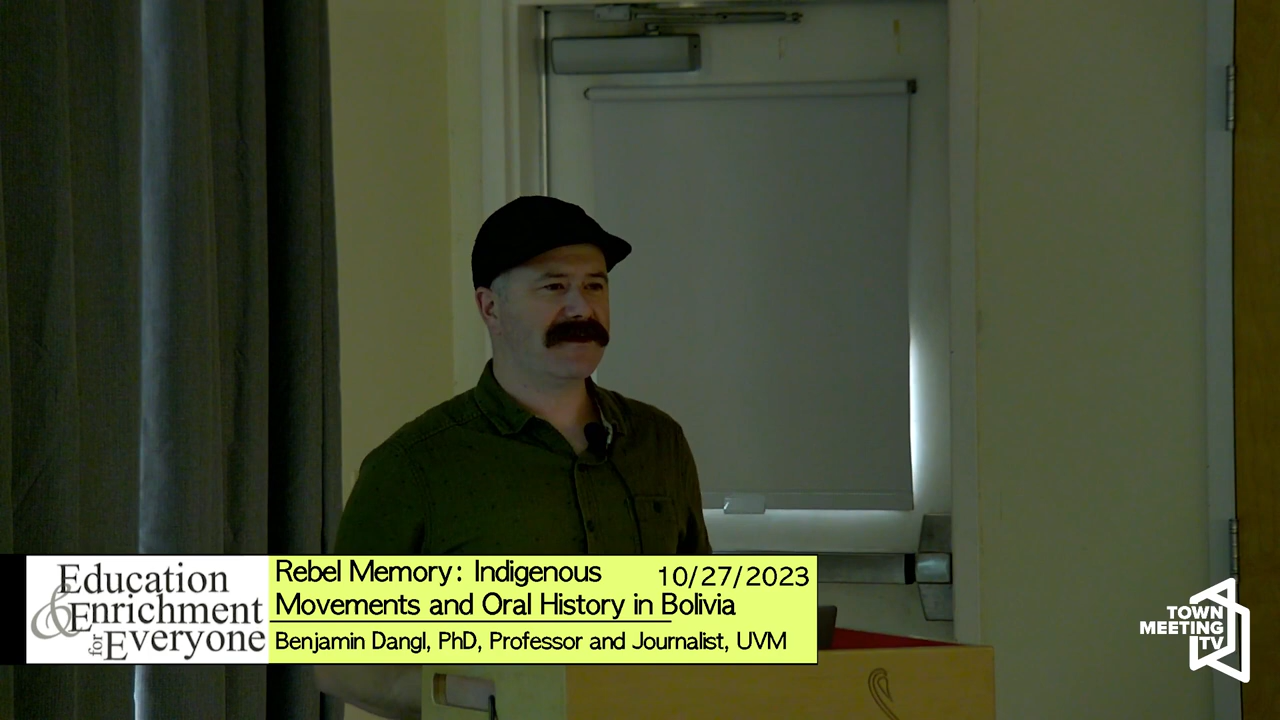 Education
& Enrichment
for Everyone
Rebel Memory: Indigenous
10/27/2023
Movements and Oral History in Bolivia
Benjamin Dangl, PhD, Professor and Journalist, UVM
TOWN
MEETING
TV